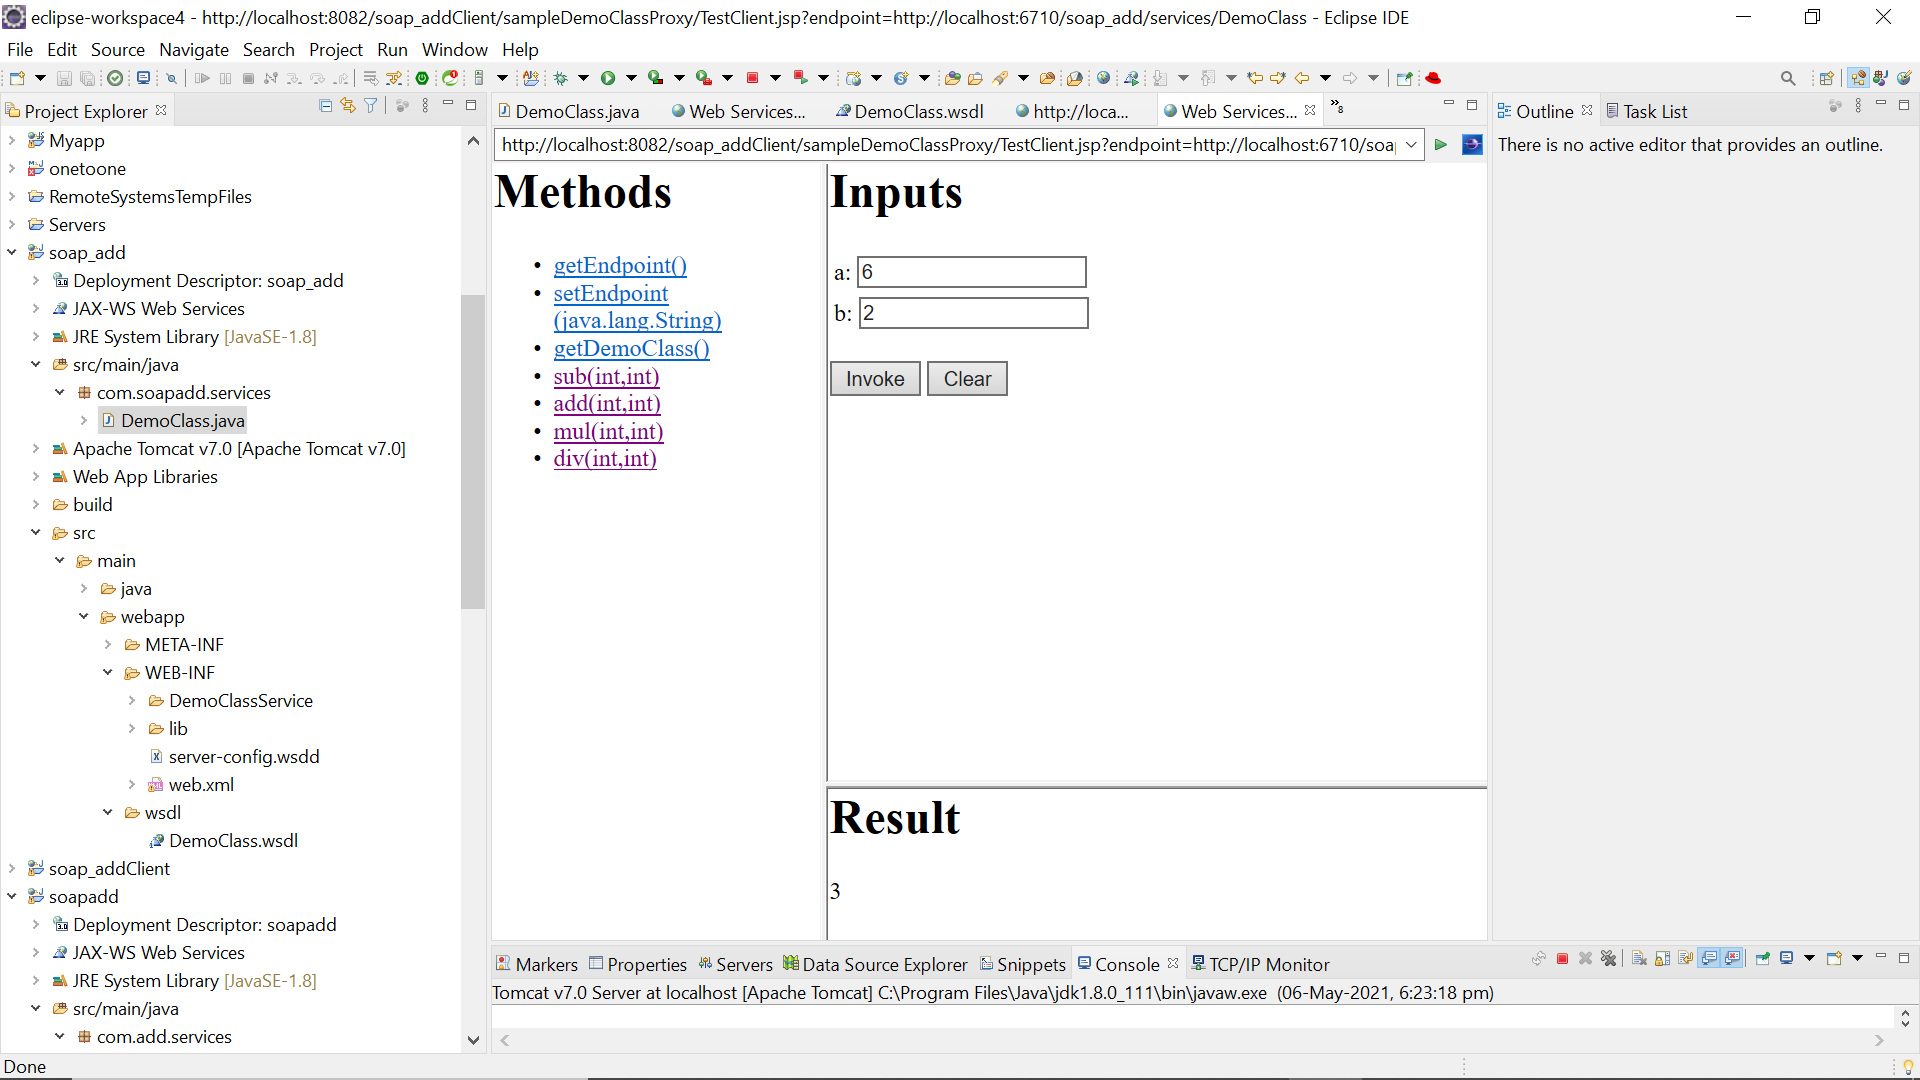 eclipse-workspace4 - http://localhost:8082/soap_addClient/sampleDemoClassProxy/TestClient.jsp?endpoint=http://localhost:6710/soap_add/services/DemoClass - Eclipse IDE
File Edit Source Navigate Search Project Run Window Help
Project Explorer
Myapp
onetoone
RemoteSystemsTempFiles
Servers
soap_add
Deployment Descriptor: soap_add
JAX-WS Web Services
JRE System Library [JavaSE-1.8]
src/main/java
com.soapadd.services
DemoClass.java
Apache Tomcat v7.0 [Apache Tomcat v7.0]
Web App Libraries
build
src
main
java
webapp
META-INF
WEB-INF
DemoClassService
lib
server-config.wsdd
web.xml
wsdl
DemoClass.wsdl
soap_addClient
soapadd
Deployment Descriptor: soapadd
JAX-WS Web Services
JRE System Library [JavaSE-1.8]
src/main/java
com.add.services
DemoClass.java Web Services... DemoClass.wsdl http://loca... Web Services... »8
http://localhost:8082/soap_addClient/sampleDemoClassProxy/TestClient.jsp?endpoint=http://localhost:6710/soa
Methods
getEndpoint()
setEndpoint
(java.lang.String)
getDemoClass()
sub(int,int)
add(int,int)
mul(int,int)
div(int,int)
Inputs
a: 6
b: 2
Invoke Clear
Result
3
Outline Task List
There is no active editor that provides an outline.
Markers Properties Servers Data Source Explorer Snippets Console TCP/IP Monitor
Tomcat v7.0 Server at localhost [Apache Tomcat] C:\Program Files\Java\jdk1.8.0_111\bin\javaw.exe (06-May-2021, 6:23:18 pm)
Done